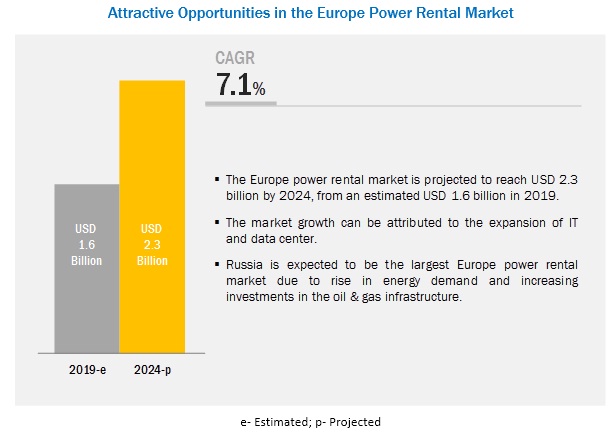 Attractive Opportunities in the Europe Power Rental Market
CAGR
7.1%
▪ The Europe power rental market is projected to reach USD 2.3
billion by 2024, from an estimated USD 1.6 billion in 2019.
▪ The market growth can be attributed to the expansion of IT
and data center.
▪ Russia is expected to be the largest Europe power rental
market due to rise in energy demand and increasing
investments in the oil & gas infrastructure.
USD
1.6
Billion
USD
2.3
Billion
2019-e
2024-p
e- Estimated; p- Projected